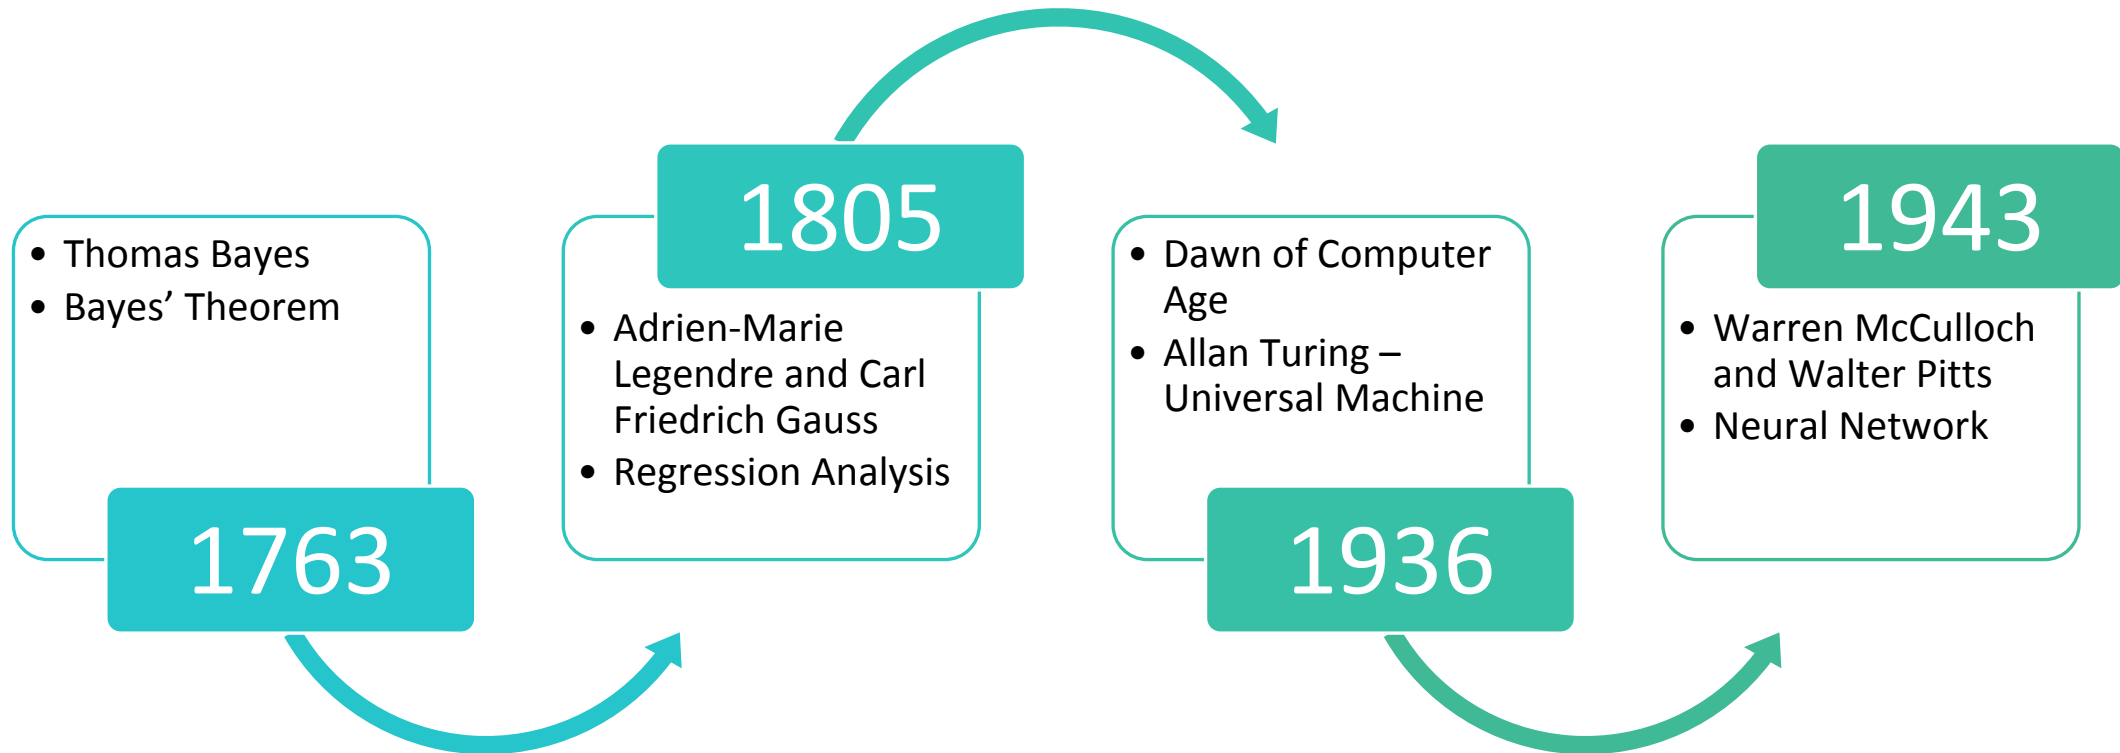 • Thomas Bayes
• Bayes’ Theorem
1763
1805
• Adrien-Marie
Legendre and Carl
Friedrich Gauss
• Regression Analysis
• Dawn of Computer
Age
• Allan Turing –
Universal Machine
1936
1943
• Warren McCulloch
and Walter Pitts
• Neural Network